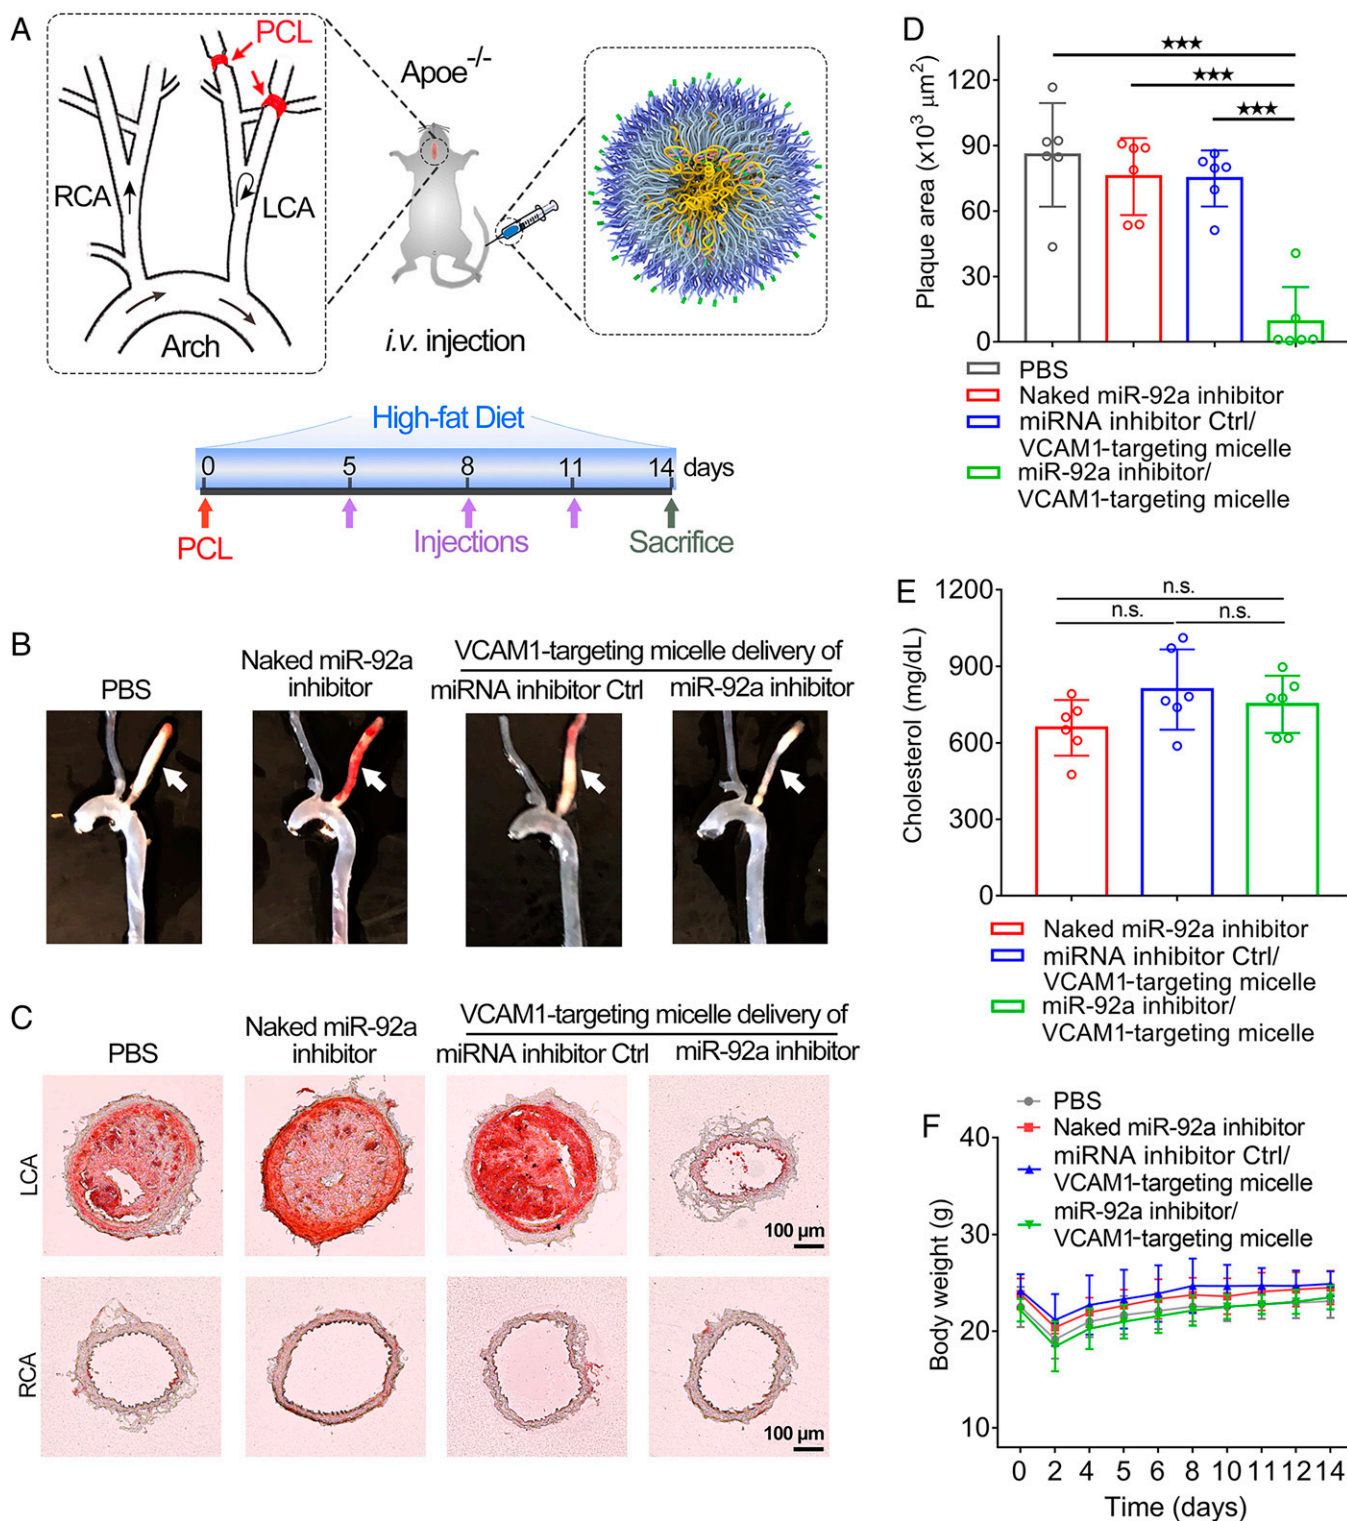 A
PCL
RCA
LCA
Arch
Apoe-/-
i.v. injection
High-fat Diet
0 5 8 11 14 days
PCL
Injections
Sacrifice
B
PBS
Naked miR-92a
inhibitor
VCAM1-targeting micelle delivery of
miRNA inhibitor Ctrl
miR-92a inhibitor
C
PBS
Naked miR-92a
inhibitor
VCAM1-targeting micelle delivery of
miRNA inhibitor Ctrl
miR-92a inhibitor
LCA
100 µm
RCA
100 µm
D
★★★
★★★
★★★
Plaque area (x10³ µm²)
120
90
60
30
0
PBS
Naked miR-92a inhibitor
miRNA inhibitor Ctrl/
VCAM1-targeting micelle
miR-92a inhibitor/
VCAM1-targeting micelle
E
n.s.
n.s.
n.s.
Cholesterol (mg/dL)
1200
900
600
300
0
Naked miR-92a inhibitor
miRNA inhibitor Ctrl/
VCAM1-targeting micelle
miR-92a inhibitor/
VCAM1-targeting micelle
F
PBS
Naked miR-92a inhibitor
miRNA inhibitor Ctrl/
VCAM1-targeting micelle
miR-92a inhibitor/
VCAM1-targeting micelle
Body weight (g)
40
30
20
10
0 2 4 5 6 8 10 11 12 14
Time (days)